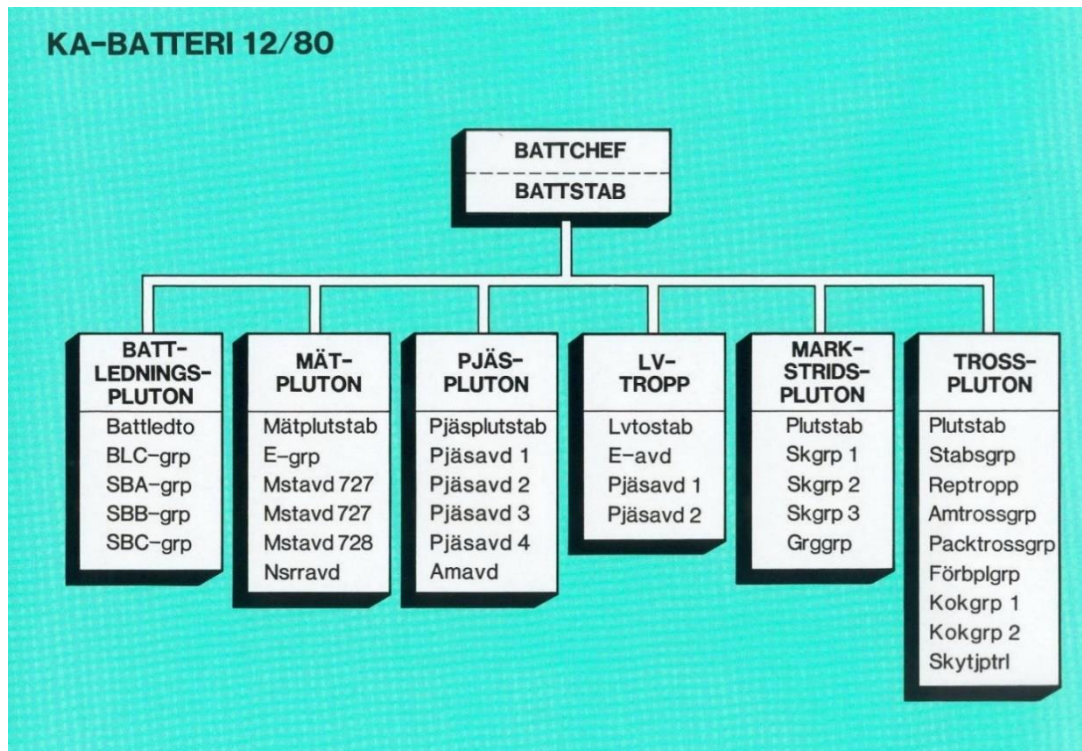 KA-BATTERI 12/80
BATTCHEF
BATTSTAB
BATT-
LEDNINGS-
PLUTON
Battledto
BLC-grp
SBA-grp
SBB-grp
SBC-grp
MÄT-
PLUTON
Mätplutstab
E-grp
Mstavd 727
Mstavd 727
Mstavd 728
Nsrravd
PJÄS-
PLUTON
Pjäsplutstab
Pjäsavd 1
Pjäsavd 2
Pjäsavd 3
Pjäsavd 4
Amavd
LV-
TROPP
Lvtostab
E-avd
Pjäsavd 1
Pjäsavd 2
MARK-
STRIDS-
PLUTON
Plutstab
Skgrp 1
Skgrp 2
Skgrp 3
Grggrp
TROSS-
PLUTON
Plutstab
Stabsgrp
Reptropp
Amtrossgrp
Packtrossgrp
Förbplgrp
Kokgrp 1
Kokgrp 2
Skytjptrl